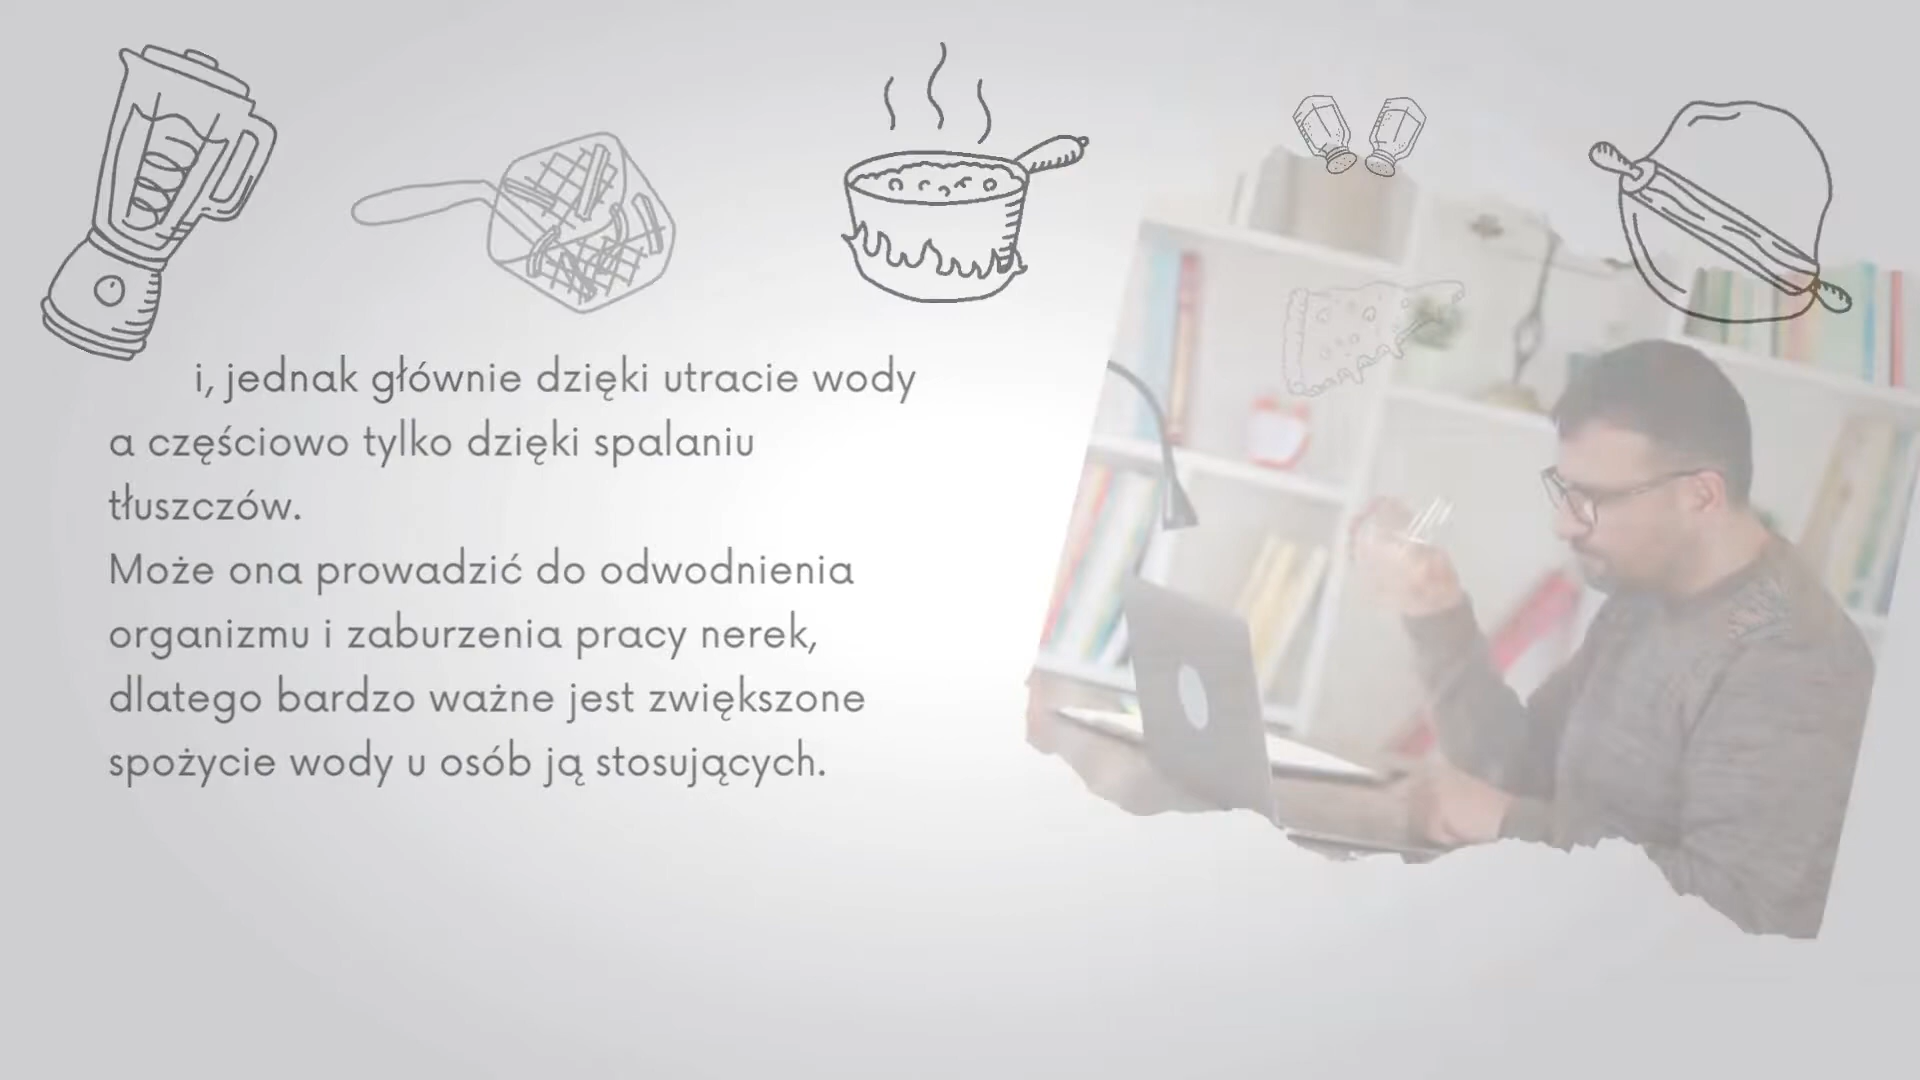 i, jednak głównie dzięki utracie wody
a częściowo tylko dzięki spalaniu
tłuszczów.
Może ona prowadzić do odwodnienia
organizmu i zaburzenia pracy nerek,
dlatego bardzo ważne jest zwiększone
spożycie wody u osób ją stosujących.